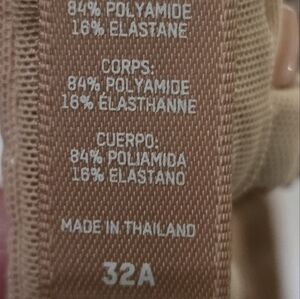 84% POLYAMIDE
16% ELASTANE
CORPS:
84% POLYAMIDE
16% ELASTHANNE
CUERPO:
84% POLIAMIDA
16% ELASTANO
MADE IN THAILAND
32A